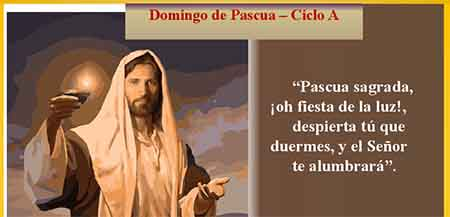 Domingo de Pascua – Ciclo A
“Pascua sagrada,
¡oh fiesta de la luz!,
despierta tú que
duermes, y el Señor
te alumbrará”.